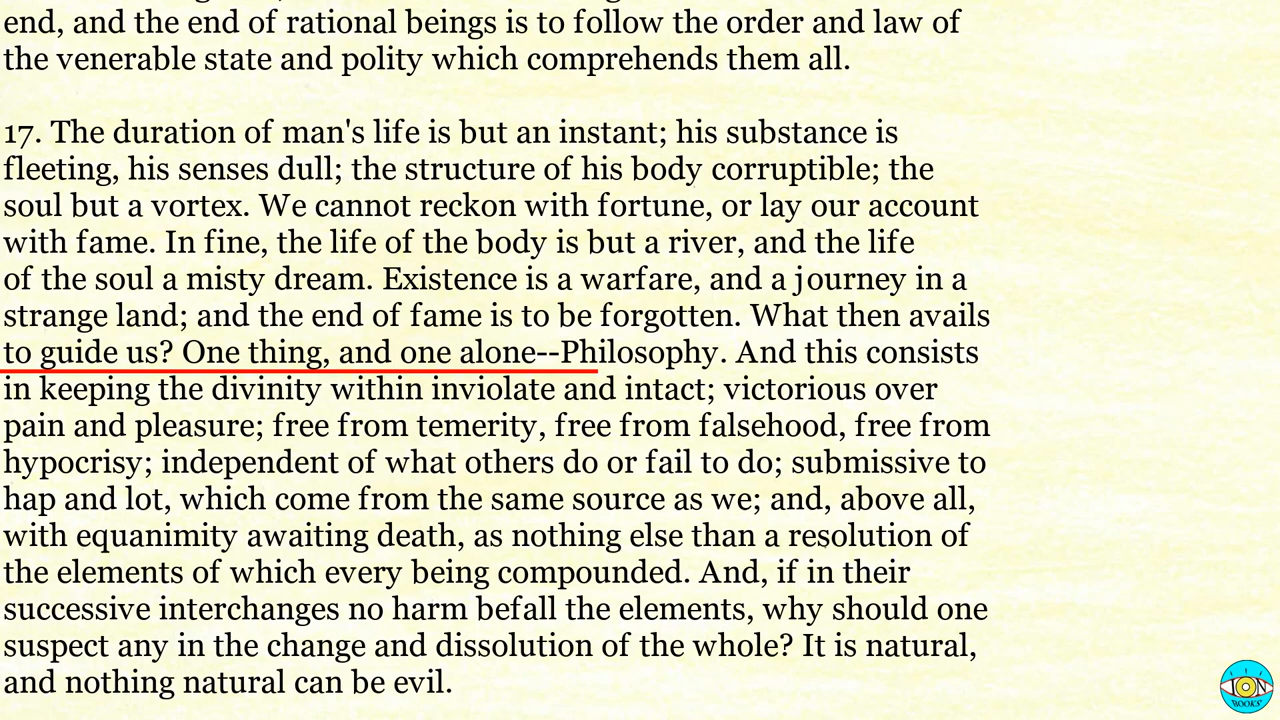 end, and the end of rational beings is to follow the order and law of
the venerable state and polity which comprehends them all.
17. The duration of man's life is but an instant; his substance is
fleeting, his senses dull; the structure of his body corruptible; the
soul but a vortex. We cannot reckon with fortune, or lay our account
with fame. In fine, the life of the body is but a river, and the life
of the soul a misty dream. Existence is a warfare, and a journey in a
strange land; and the end of fame is to be forgotten. What then avails
to guide us? One thing, and one alone--Philosophy. And this consists
in keeping the divinity within inviolate and intact; victorious over
pain and pleasure; free from temerity, free from falsehood, free from
hypocrisy; independent of what others do or fail to do; submissive to
hap and lot, which come from the same source as we; and, above all,
with equanimity awaiting death, as nothing else than a resolution of
the elements of which every being compounded. And, if in their
successive interchanges no harm befall the elements, why should one
suspect any in the change and dissolution of the whole? It is natural,
and nothing natural can be evil.
ION
BOOKS